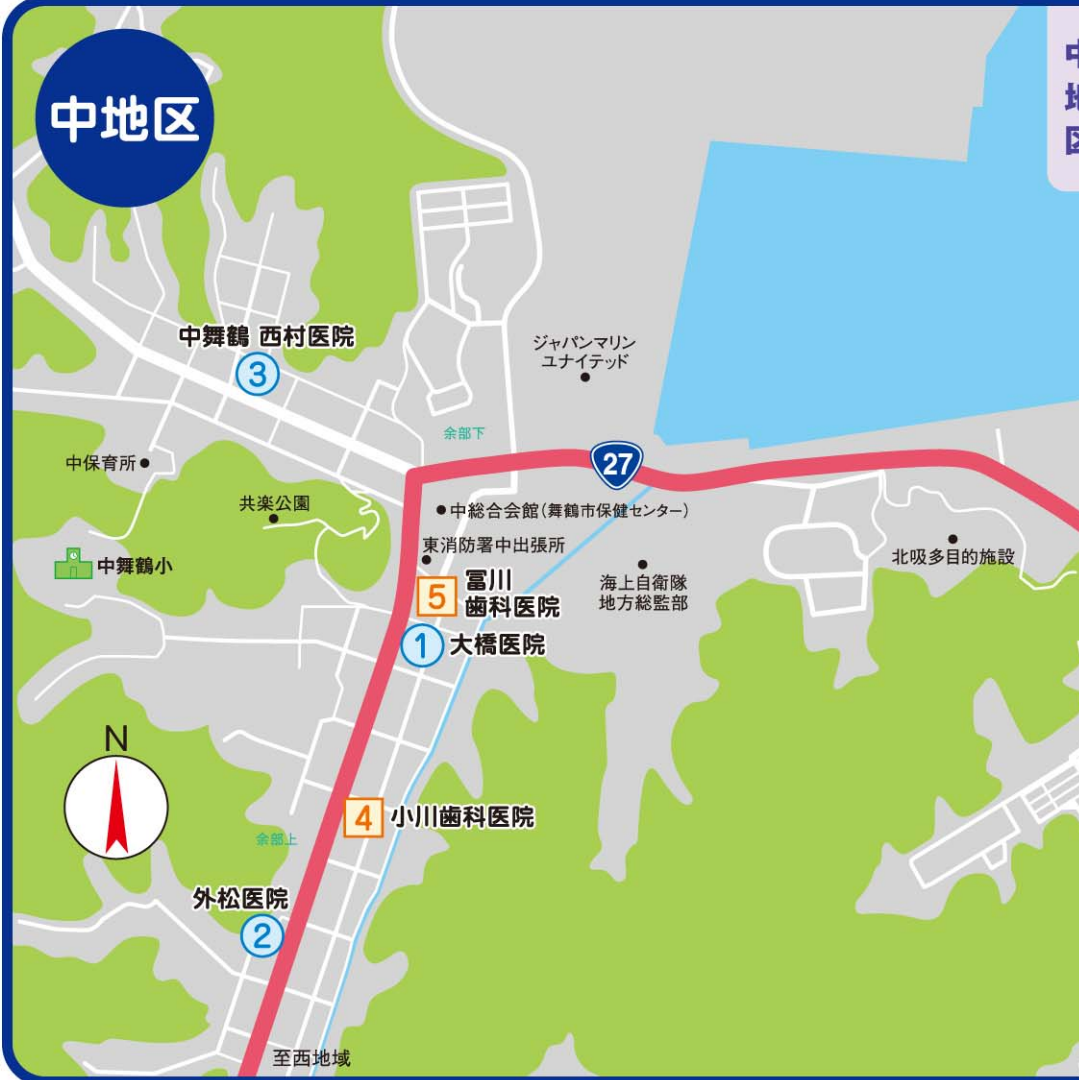 中地区
中
地
区
中舞鶴 西村医院
3
ジャパンマリン
ユナイテッド
余部下
27
中保育所
共楽公園
中総合会館(舞鶴市保健センター)
東消防署中出張所
北吸多目的施設
中舞鶴小
5
冨川
歯科医院
海上自衛隊
地方総監部
1
大橋医院
N
4
小川歯科医院
余部上
外松医院
2
至西地域